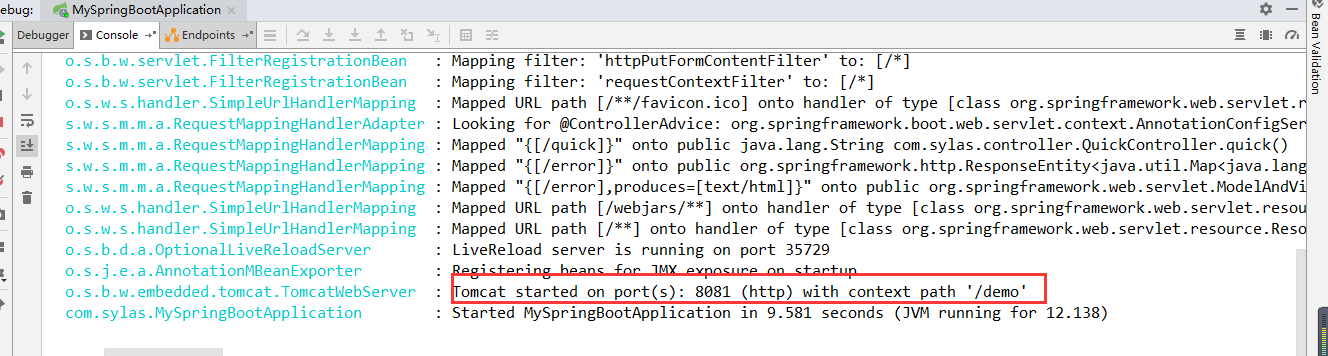 ebug: MySpringBootApplication ×
Debugger Console Endpoints
Bean Validation
o.s.b.w.servlet.FilterRegistrationBean : Mapping filter: 'httpPutFormContentFilter' to: [/*]
o.s.b.w.servlet.FilterRegistrationBean : Mapping filter: 'requestContextFilter' to: [/*]
o.s.w.s.handler.SimpleUrlHandlerMapping : Mapped URL path [/**/favicon.ico] onto handler of type [class org.springframework.web.servlet.r
s.w.s.m.m.a.RequestMappingHandlerAdapter : Looking for @ControllerAdvice: org.springframework.boot.web.servlet.context.AnnotationConfigSer
s.w.s.m.m.a.RequestMappingHandlerMapping : Mapped "{[/quick]}" onto public java.lang.String com.sylas.controller.QuickController.quick()
s.w.s.m.m.a.RequestMappingHandlerMapping : Mapped "{[/error]}" onto public org.springframework.http.ResponseEntity<java.util.Map<java.lang
s.w.s.m.m.a.RequestMappingHandlerMapping : Mapped "{[/error],produces=[text/html]}" onto public org.springframework.web.servlet.ModelAndVi
o.s.w.s.handler.SimpleUrlHandlerMapping : Mapped URL path [/webjars/**] onto handler of type [class org.springframework.web.servlet.resou
o.s.w.s.handler.SimpleUrlHandlerMapping : Mapped URL path [/**] onto handler of type [class org.springframework.web.servlet.resource.Reso
o.s.b.d.a.OptionalLiveReloadServer : LiveReload server is running on port 35729
o.s.j.e.a.AnnotationMBeanExporter : Registering beans for JMX exposure on startup
o.s.b.w.embedded.tomcat.TomcatWebServer : Tomcat started on port(s): 8081 (http) with context path '/demo'
com.sylas.MySpringBootApplication : Started MySpringBootApplication in 9.581 seconds (JVM running for 12.138)